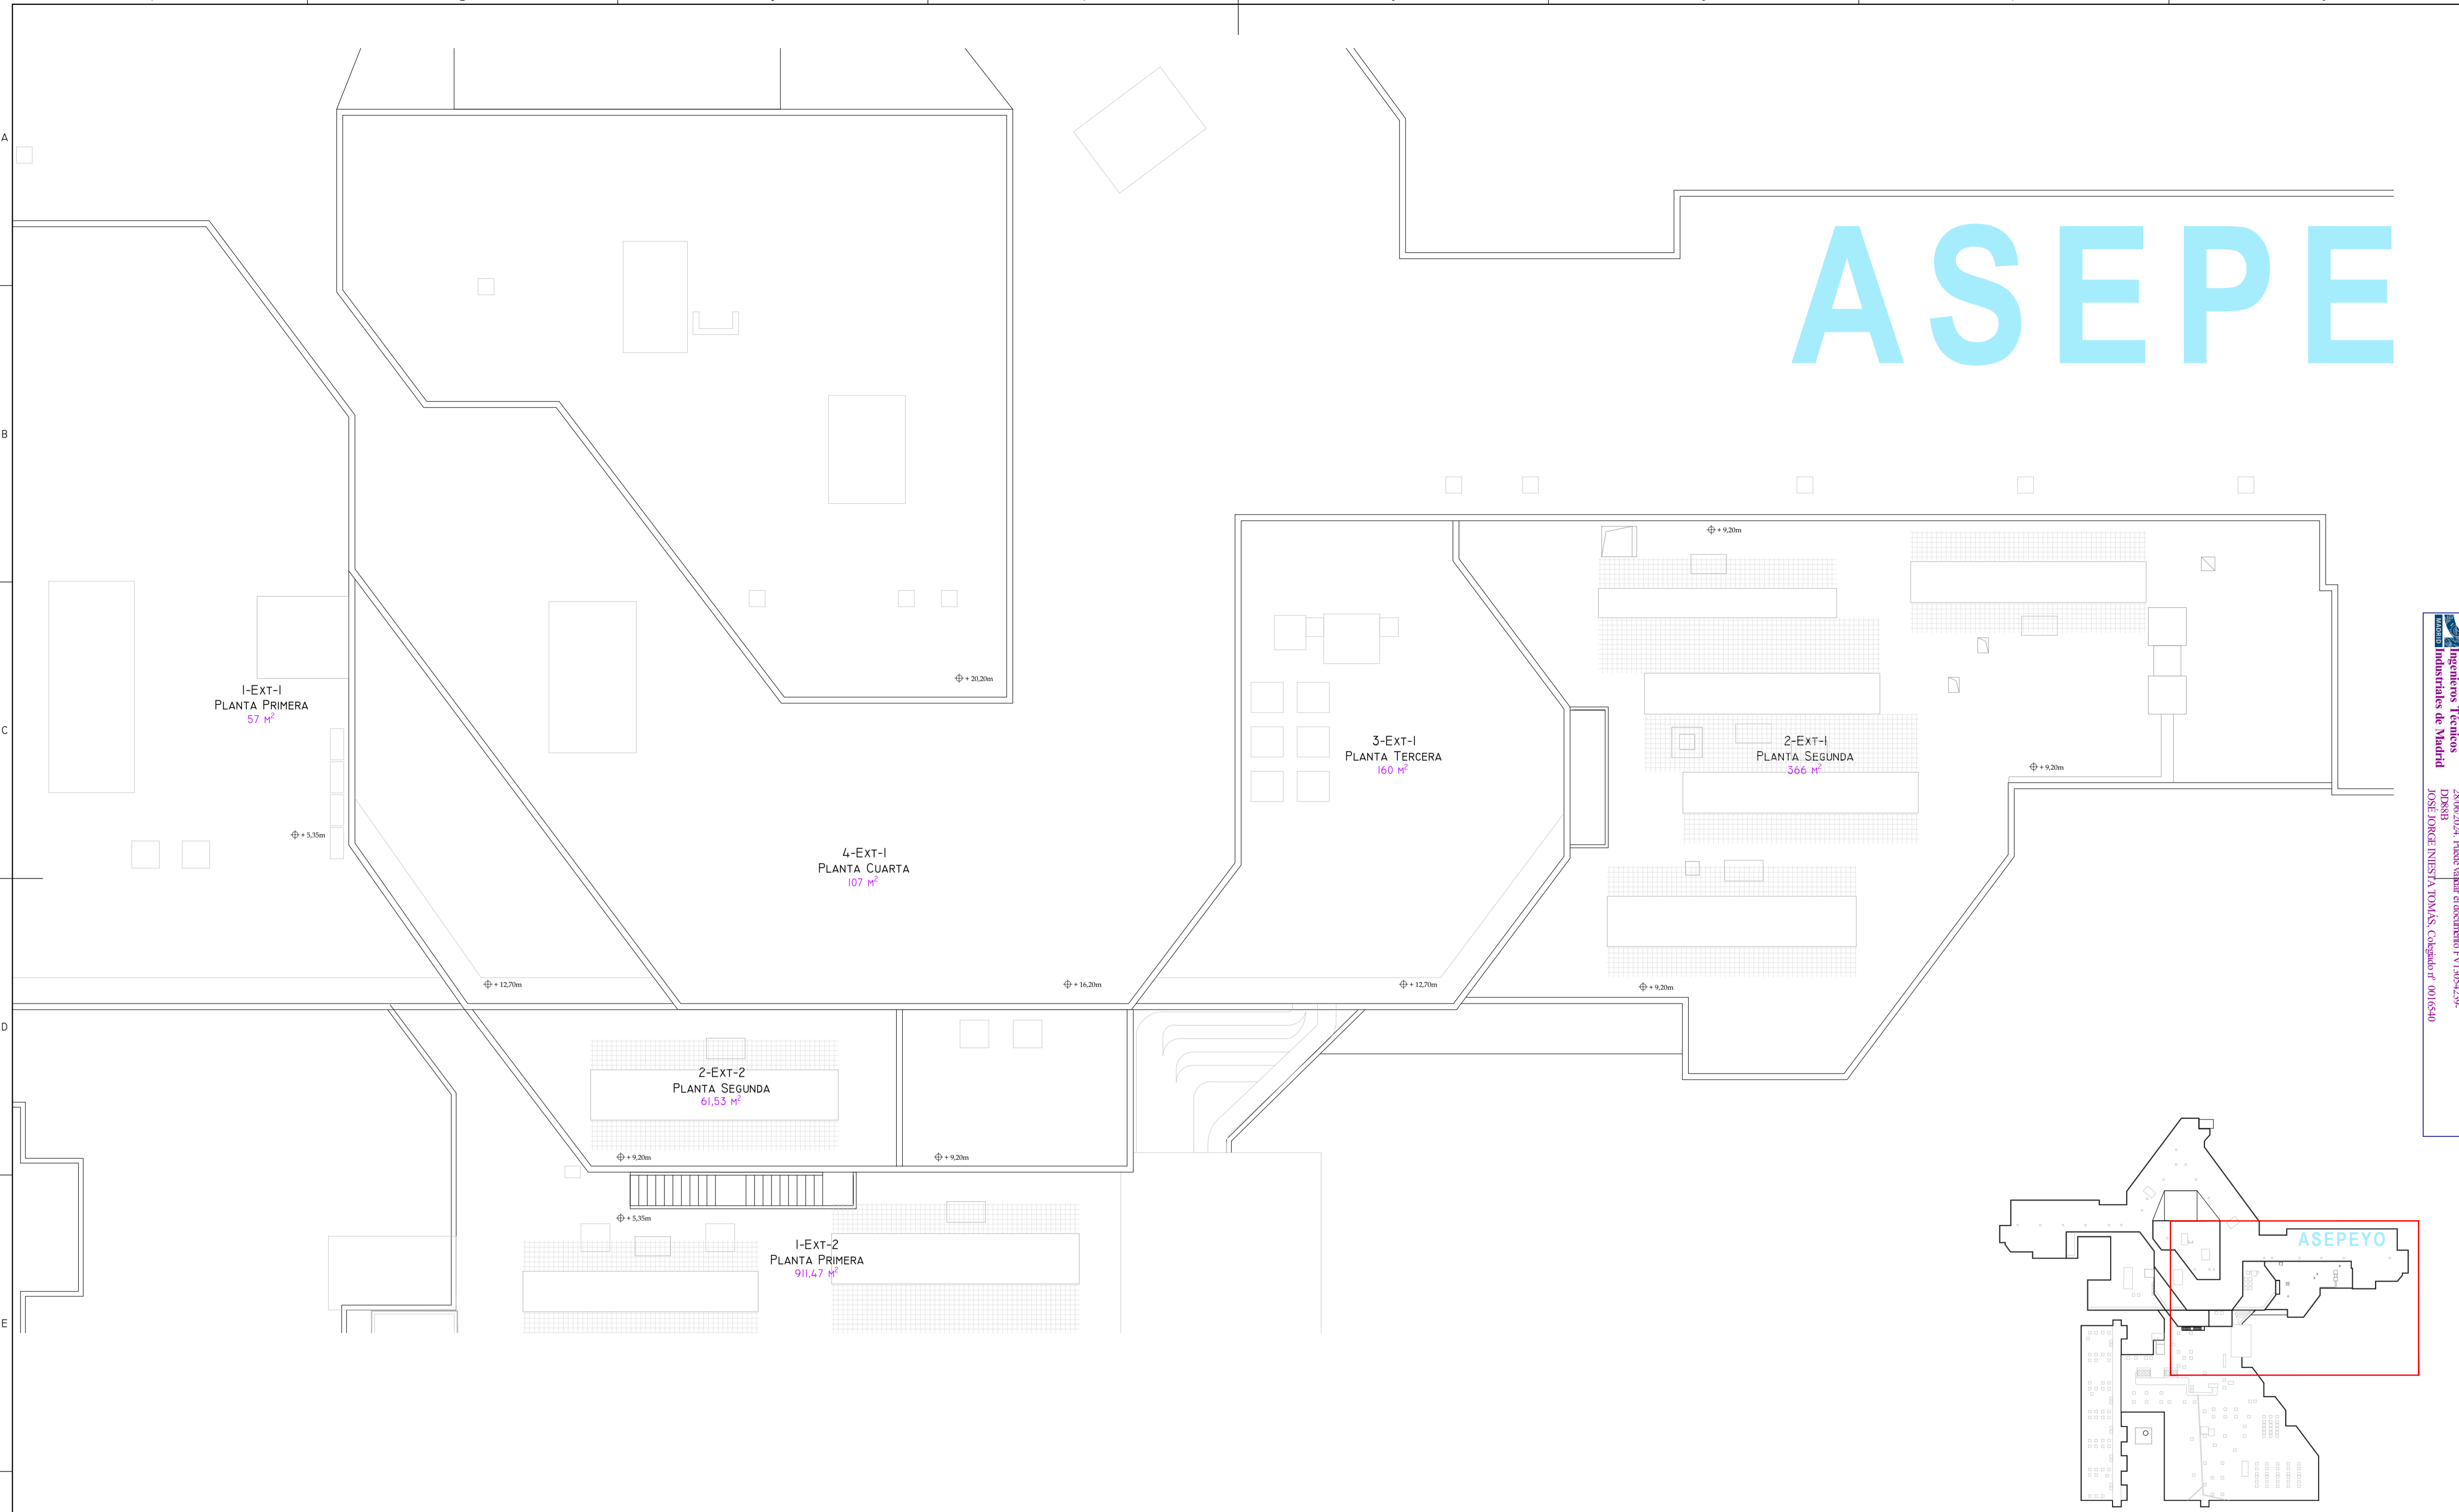 A
B
C
D
E
ASEPE
+ 9,20m
+ 20,20m
1-Ext-1
Planta Primera
57 m²
3-Ext-1
Planta Tercera
160 m²
2-Ext-1
Planta Segunda
366 m²
+ 9,20m
+ 5,35m
4-Ext-1
Planta Cuarta
107 m²
+ 12,70m
+ 16,20m
+ 12,70m
+ 9,20m
2-Ext-2
Planta Segunda
61,53 m²
+ 9,20m
+ 9,20m
+ 5,35m
1-Ext-2
Planta Primera
911,47 m²
ASEPEYO
MADRID
Ingenieros Técnicos
Industriales de Madrid
DD88B
JOSÉ JORGE INIESTA TOMÁS, Colegiado nº 0016540